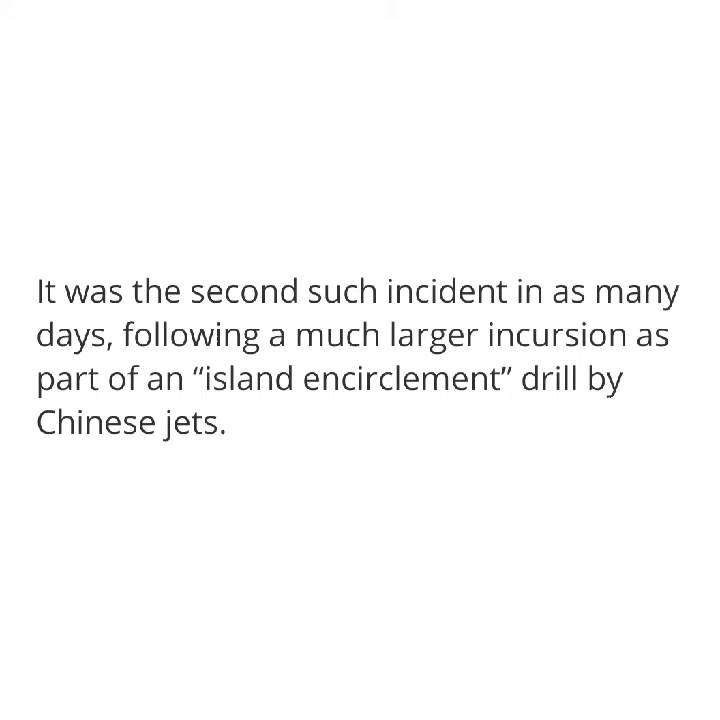 It was the second such incident in as many
days, following a much larger incursion as
part of an “island encirclement” drill by
Chinese jets.